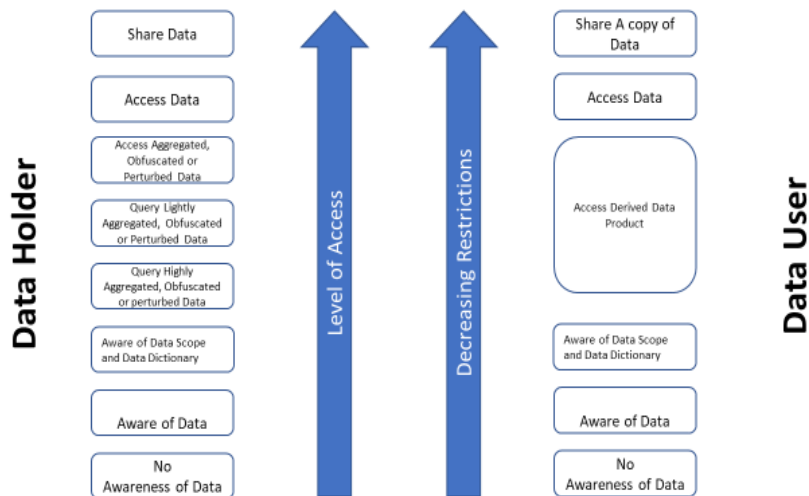 Data Holder
Share Data
Access Data
Access Aggregated,
Obfuscated or
Perturbed Data
Query Lightly
Aggregated, Obfuscated
or Perturbed Data
Query Highly
Aggregated, Obfuscated
or perturbed Data
Aware of Data Scope
and Data Dictionary
Aware of Data
No
Awareness of Data
Level of Access
Decreasing Restrictions
Share A copy of
Data
Access Data
Access Derived Data
Product
Aware of Data Scope
and Data Dictionary
Aware of Data
No
Awareness of Data
Data User